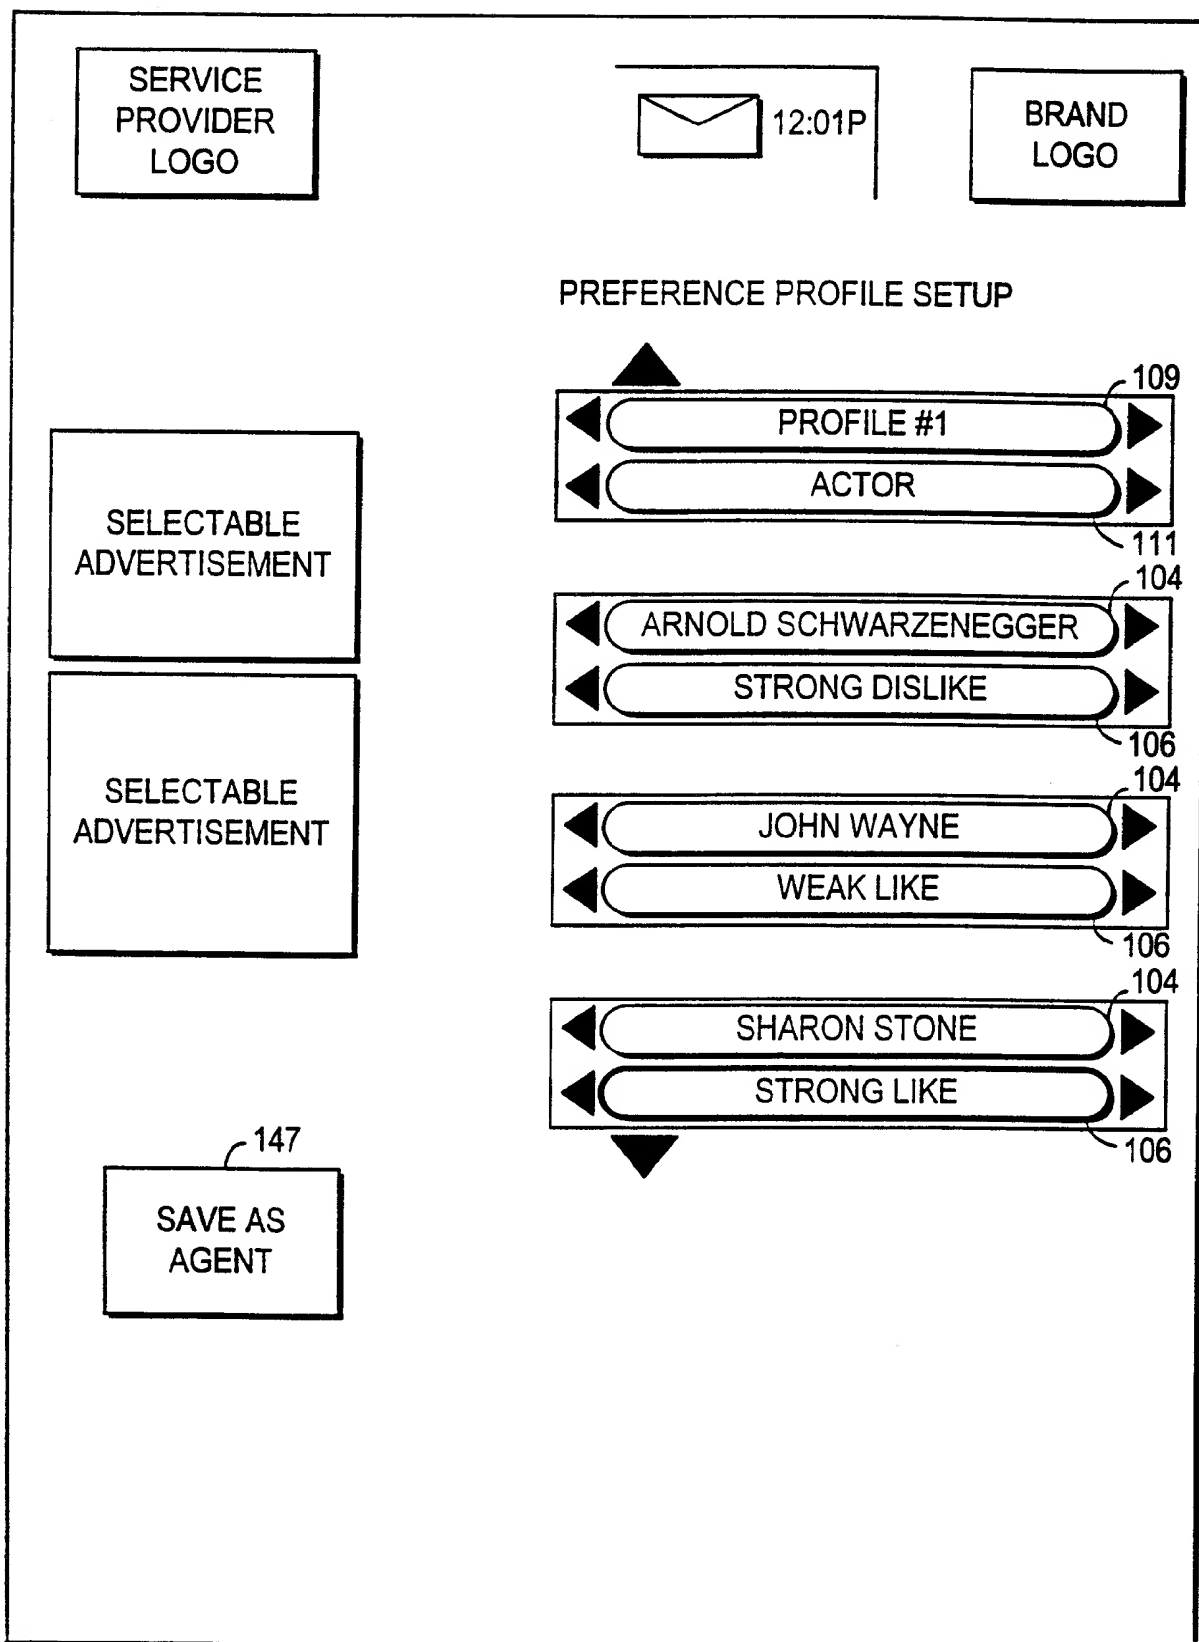 SERVICE
PROVIDER
LOGO
12:01P
BRAND
LOGO
PREFERENCE PROFILE SETUP
109
PROFILE #1
ACTOR
111
SELECTABLE
ADVERTISEMENT
104
ARNOLD SCHWARZENEGGER
STRONG DISLIKE
106
SELECTABLE
ADVERTISEMENT
104
JOHN WAYNE
WEAK LIKE
106
104
SHARON STONE
STRONG LIKE
106
147
SAVE AS
AGENT